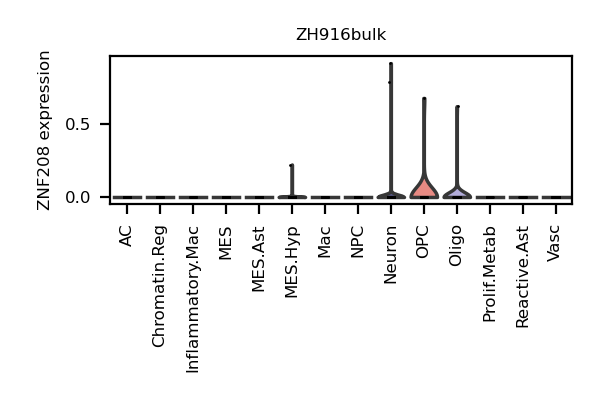 ZH916bulk
ZNF208 expression
0.5
0.0
AC
Chromatin.Reg
Inflammatory.Mac
MES
MES.Ast
MES.Hyp
Mac
NPC
Neuron
OPC
Oligo
Prolif.Metab
Reactive.Ast
Vasc